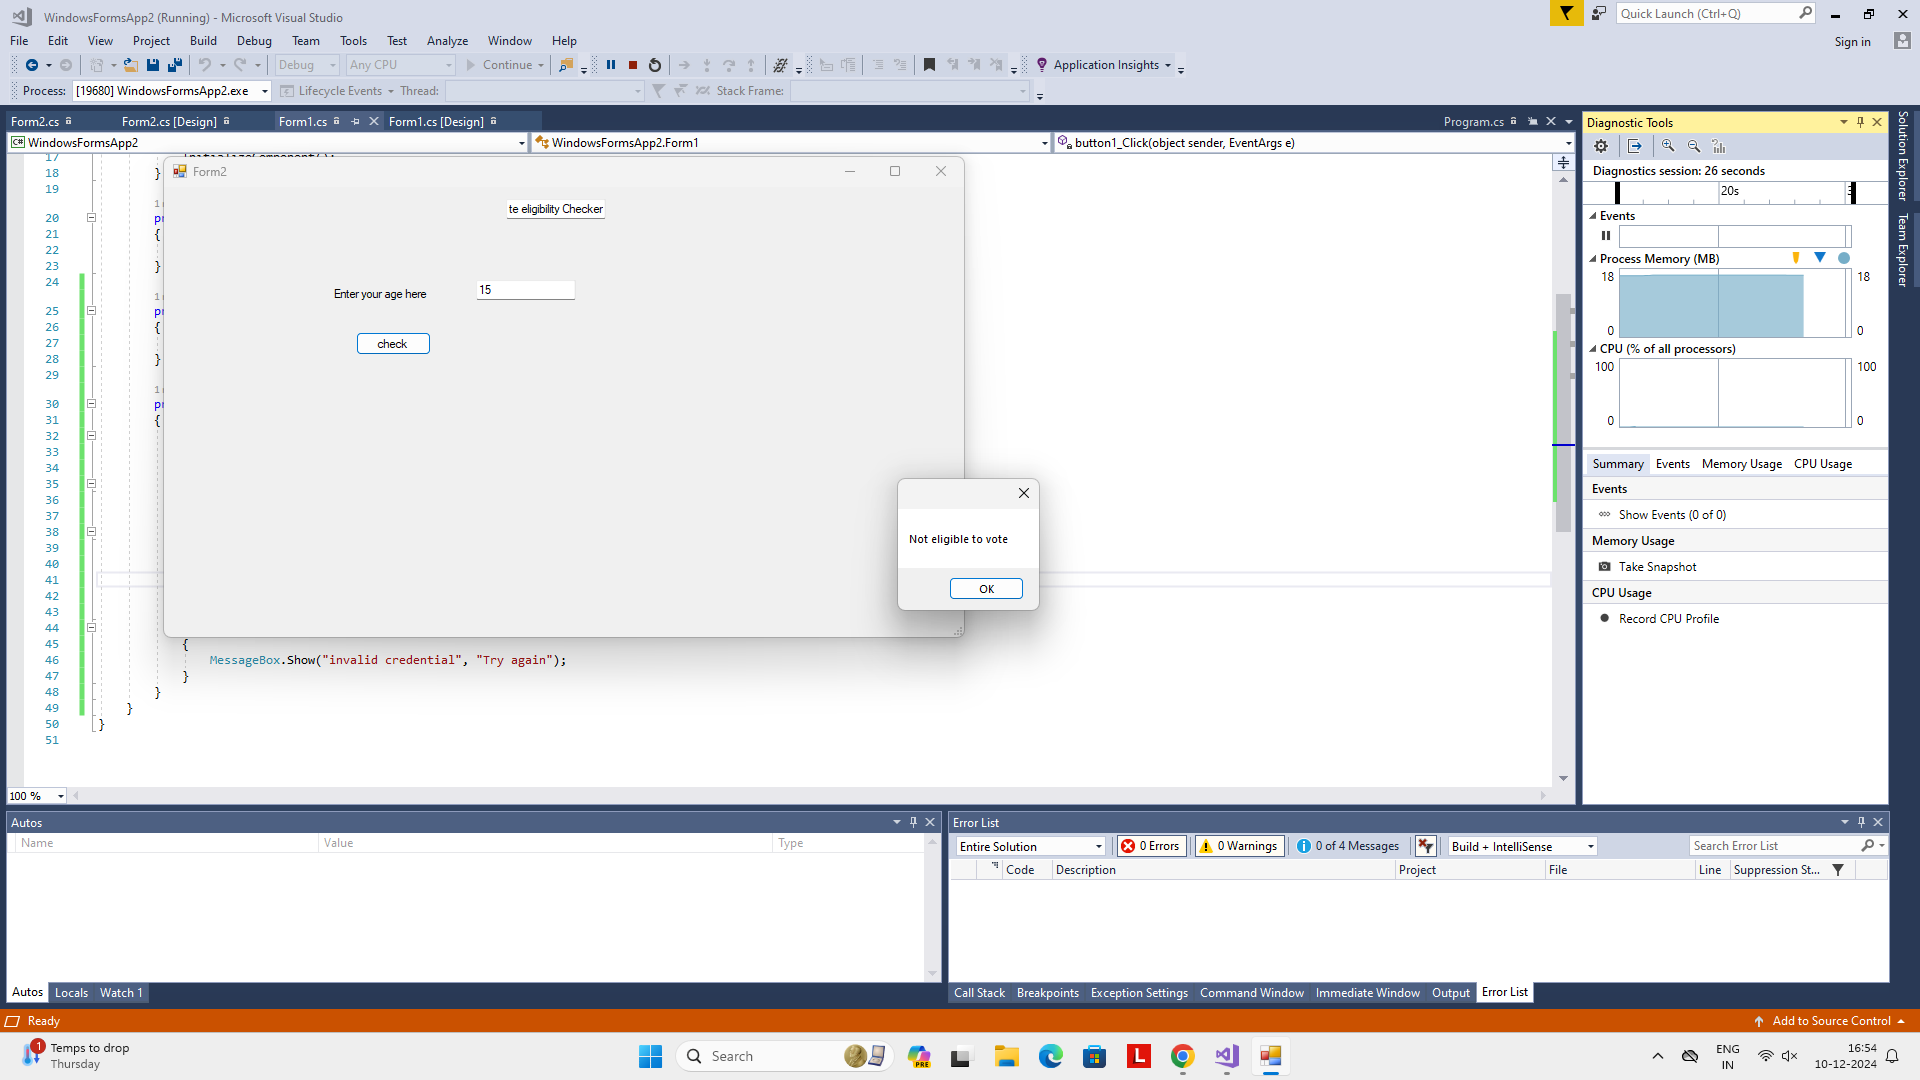 WindowsFormsApp2 (Running) - Microsoft Visual Studio
Quick Launch (Ctrl+Q)
File Edit View Project Build Debug Team Tools Test Analyze Window Help
Sign in
Debug Any CPU Continue Application Insights
Process: [19680] WindowsFormsApp2.exe Lifecycle Events Thread: Stack Frame:
Form2.cs Form2.cs [Design] Form1.cs Form1.cs [Design] Program.cs
C# WindowsFormsApp2 WindowsFormsApp2.Form1 button1_Click(object sender, EventArgs e)
17
18 }
19
20 pr
21 {
22
23 }
24
25 pr
26 {
27
28 }
29
30 pr
31 {
32
33
34
35
36
37
38
39
40
41
42
43
44
45 {
46 MessageBox.Show("invalid credential", "Try again");
47 }
48 }
49 }
50 }
51
100 %
Form2
te eligibility Checker
Enter your age here 15
check
Not eligible to vote
OK
Diagnostic Tools
Diagnostics session: 26 seconds
20s
Events
Process Memory (MB)
18 18
0 0
CPU (% of all processors)
100 100
0 0
Summary Events Memory Usage CPU Usage
Events
Show Events (0 of 0)
Memory Usage
Take Snapshot
CPU Usage
Record CPU Profile
Solution Explorer
Team Explorer
Autos
Name Value Type
Autos Locals Watch 1
Error List
Entire Solution 0 Errors 0 Warnings 0 of 4 Messages Build + IntelliSense Search Error List
Code Description Project File Line Suppression St...
Call Stack Breakpoints Exception Settings Command Window Immediate Window Output Error List
Ready
Add to Source Control
1
Temps to drop
Thursday
Search
PRE
L
ENG
IN
16:54
10-12-2024